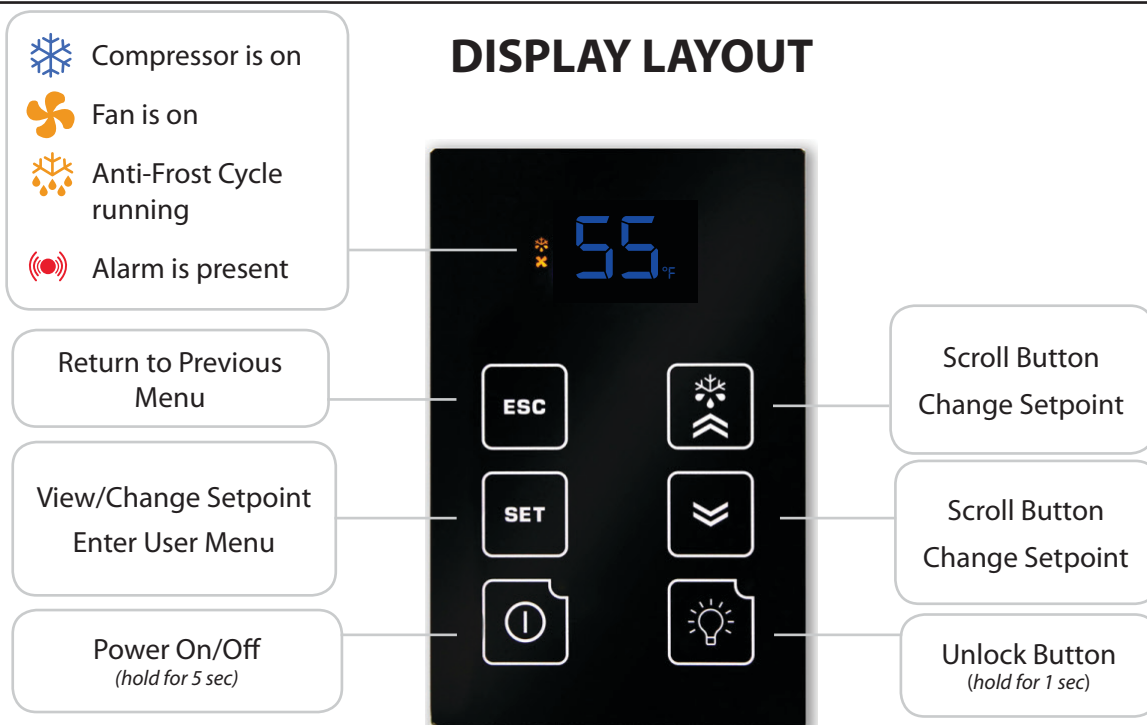 DISPLAY LAYOUT
Compressor is on
Fan is on
Anti-Frost Cycle
running
Alarm is present
55 °F
Return to Previous
Menu
ESC
Scroll Button
Change Setpoint
View/Change Setpoint
Enter User Menu
SET
Scroll Button
Change Setpoint
Power On/Off
(hold for 5 sec)
Unlock Button
(hold for 1 sec)